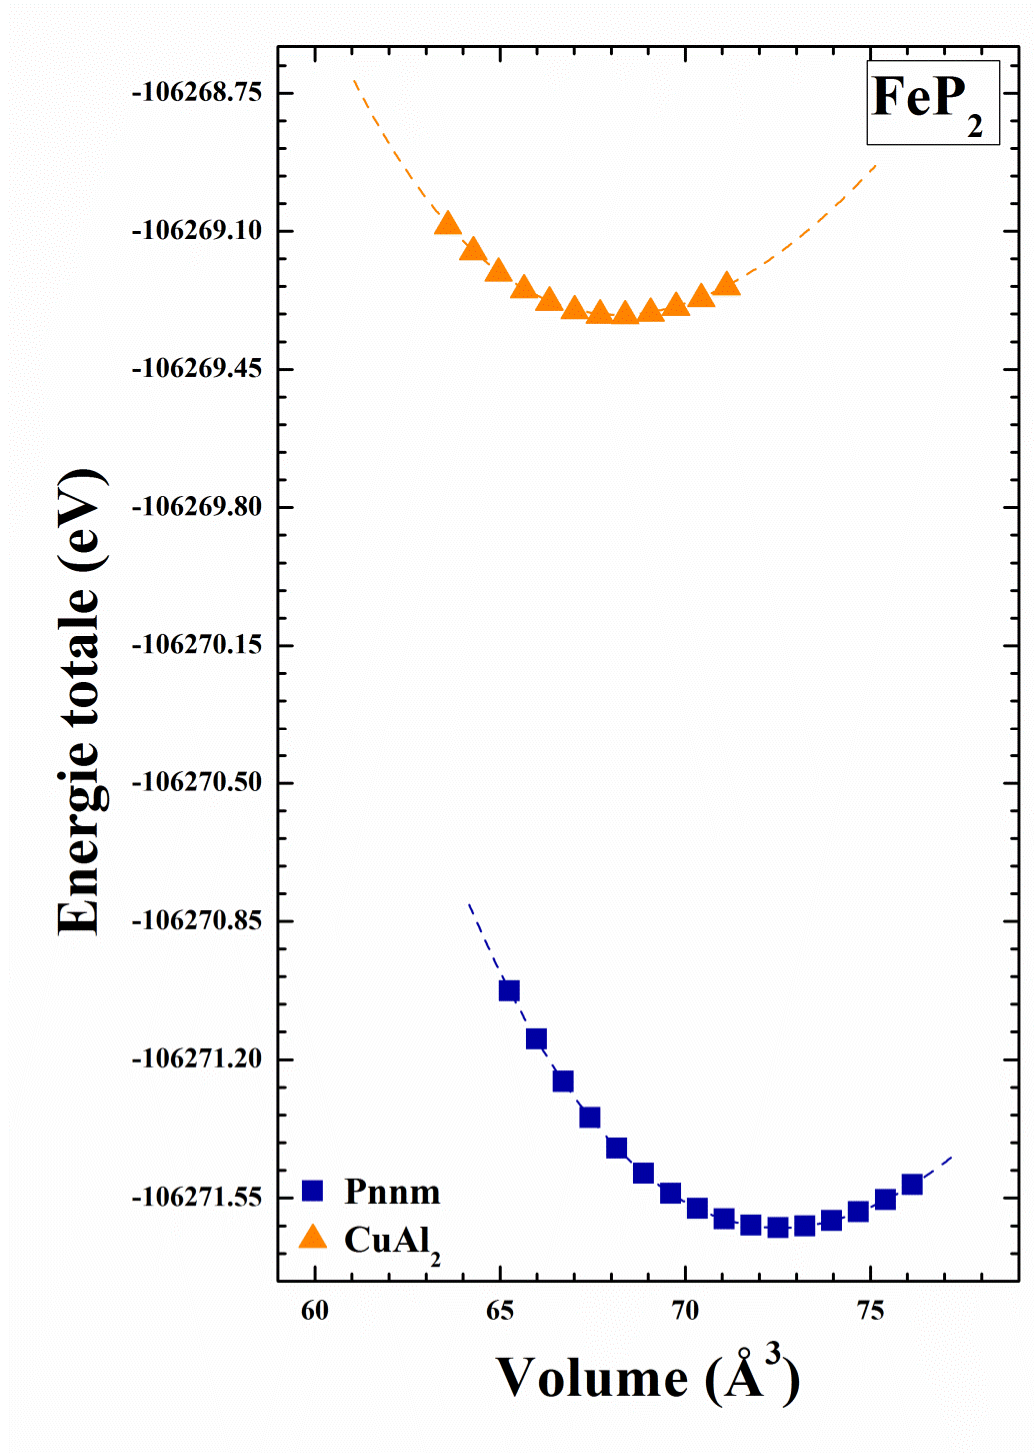 FeP₂
-106268.75
-106269.10
-106269.45
-106269.80
-106270.15
-106270.50
-106270.85
-106271.20
-106271.55
Energie totale (eV)
Pnnm
CuAl₂
60 65 70 75
Volume (Å³)